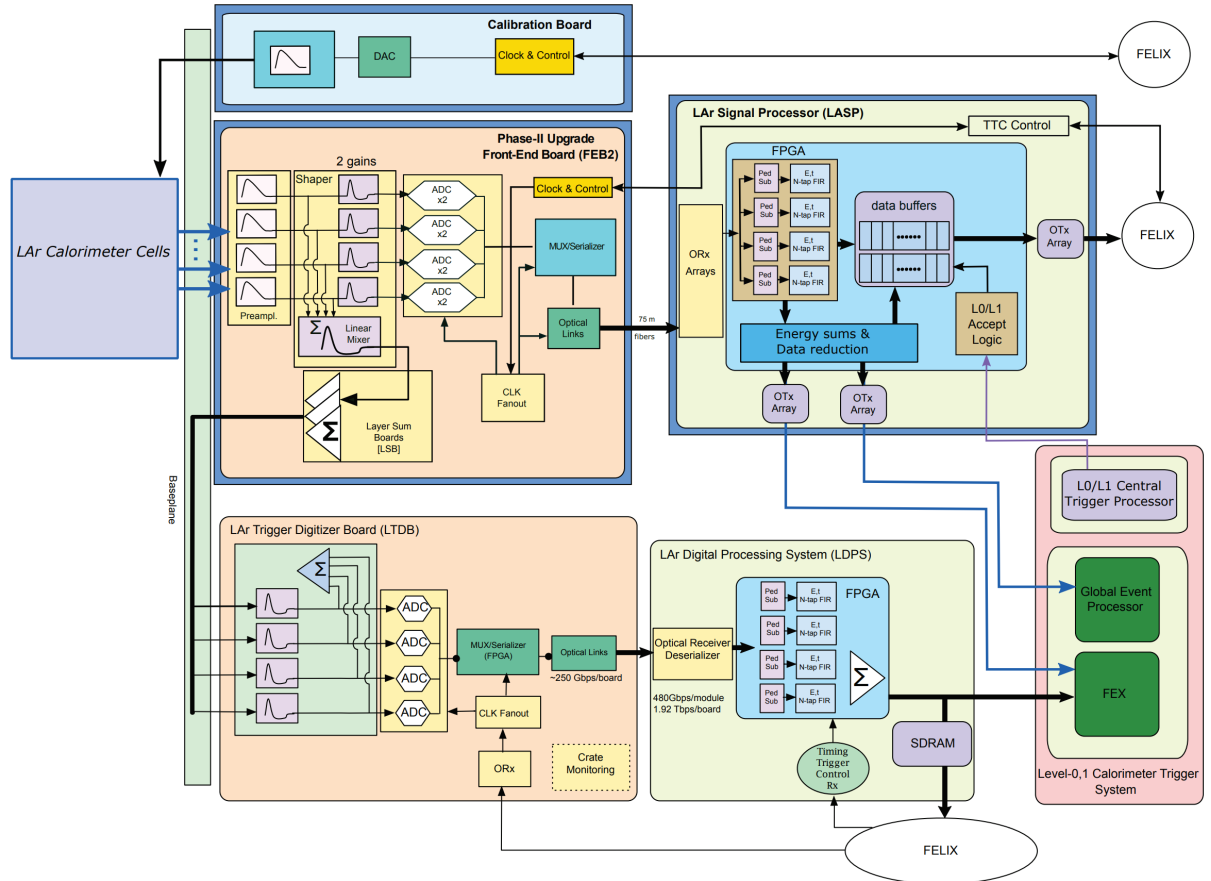 Calibration Board
DAC
Clock & Control
FELIX
LAr Calorimeter Cells
Baseplane
Phase-II Upgrade
Front-End Board (FEB2)
2 gains
Shaper
Preampl.
ADC
x2
ADC
x2
ADC
x2
ADC
x2
Clock & Control
MUX/Serializer
Optical
Links
CLK
Fanout
Σ
Linear
Mixer
Σ
Layer Sum
Boards
[LSB]
75 m
fibers
LAr Signal Processor (LASP)
TTC Control
FPGA
ORx
Arrays
Ped
Sub
E,t
N-tap FIR
Ped
Sub
E,t
N-tap FIR
Ped
Sub
E,t
N-tap FIR
Ped
Sub
E,t
N-tap FIR
data buffers
L0/L1
Accept
Logic
Energy sums &
Data reduction
OTx
Array
OTx
Array
OTx
Array
FELIX
L0/L1 Central
Trigger Processor
Global Event
Processor
FEX
Level-0,1 Calorimeter Trigger
System
LAr Trigger Digitizer Board (LTDB)
Σ
ADC
ADC
ADC
ADC
MUX/Serializer
(FPGA)
Optical Links
~250 Gbps/board
CLK Fanout
ORx
Crate
Monitoring
LAr Digital Processing System (LDPS)
Optical Receiver
Deserializer
480Gbps/module
1.92 Tbps/board
FPGA
Ped
Sub
E,t
N-tap FIR
Ped
Sub
E,t
N-tap FIR
Ped
Sub
E,t
N-tap FIR
Ped
Sub
E,t
N-tap FIR
Σ
Timing
Trigger
Control
Rx
SDRAM
FELIX